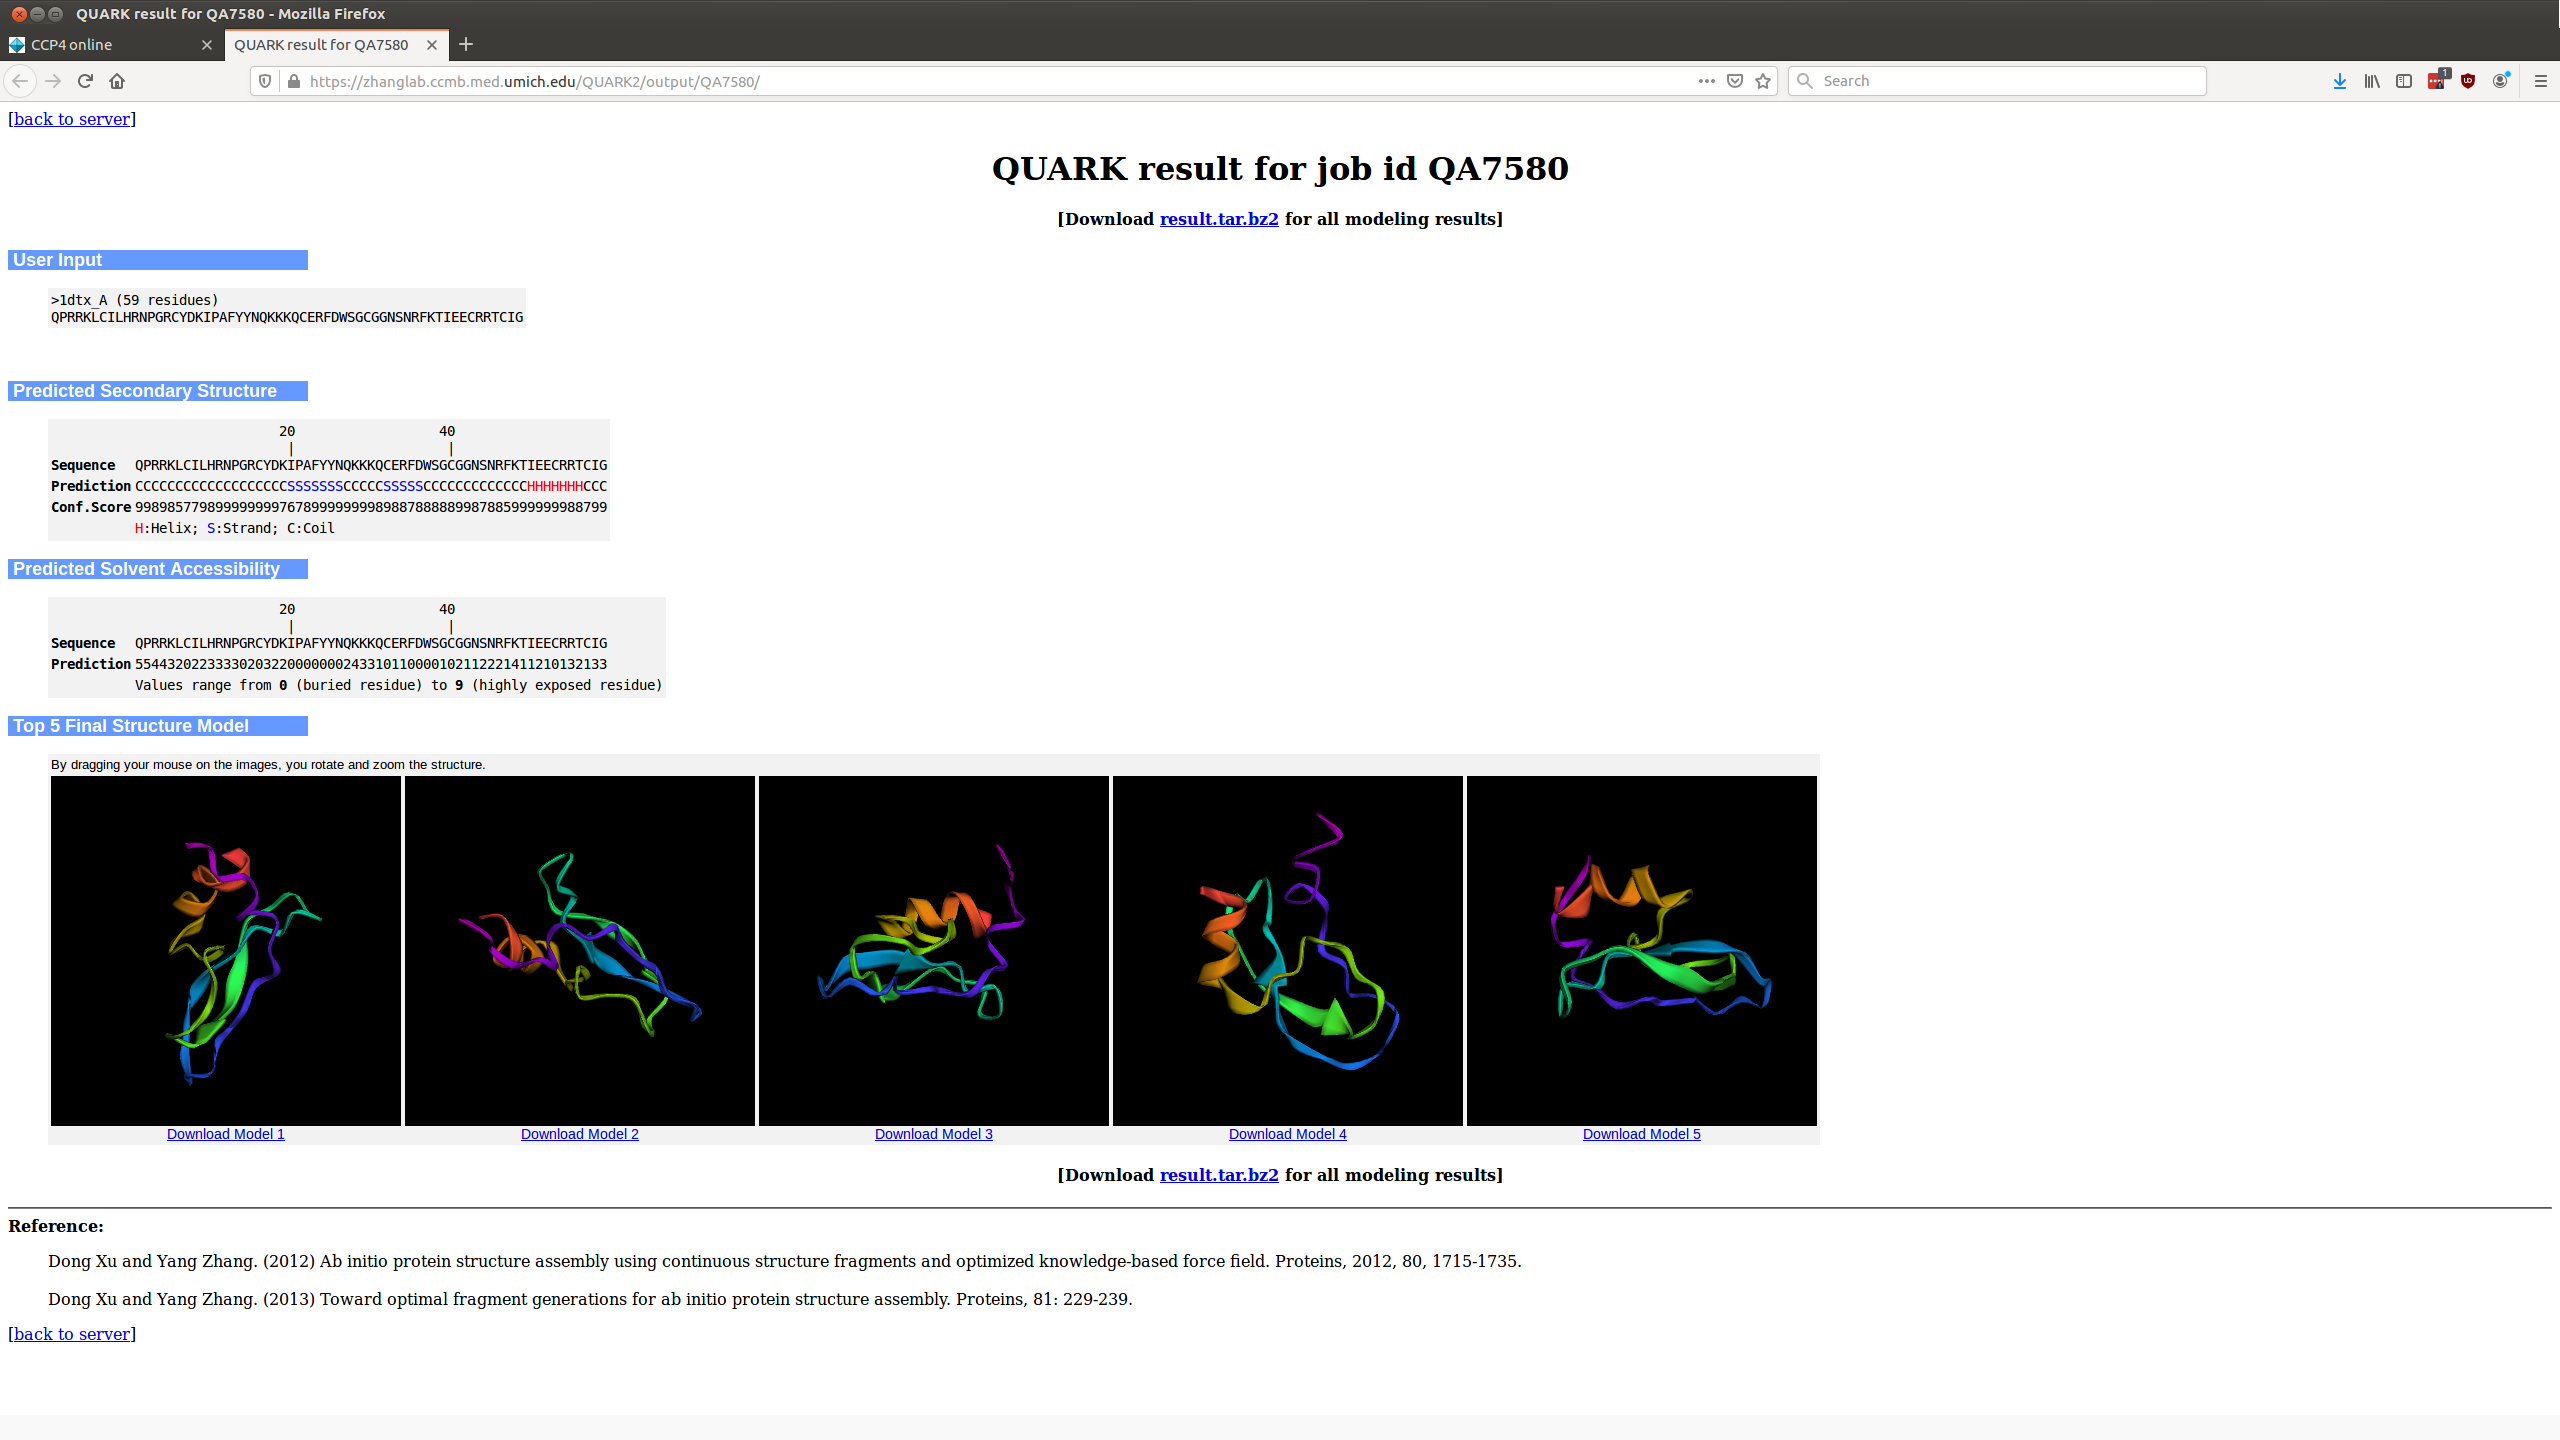 QUARK result for QA7580 - Mozilla Firefox
CCP4 online
QUARK result for QA7580
https://zhanglab.ccmb.med.umich.edu/QUARK2/output/QA7580/
Search
1
[back to server]
QUARK result for job id QA7580
[Download result.tar.bz2 for all modeling results]
User Input
>1dtx_A (59 residues)
QPRRKLCILHRNPGRCYDKIPAFYYNQKKKQCERFDWSGCGGNSNRFKTIEECRRTCIG
Predicted Secondary Structure
20 40
| |
Sequence QPRRKLCILHRNPGRCYDKIPAFYYNQKKKQCERFDWSGCGGNSNRFKTIEECRRTCIG
Prediction CCCCCCCCCCCCCCCCCCCSSSSSSSCCCCCSSSSSCCCCCCCCCCCCCHHHHHHHCCC
Conf.Score 99898577989999999976789999999989887888889987885999999988799
H:Helix; S:Strand; C:Coil
Predicted Solvent Accessibility
20 40
| |
Sequence QPRRKLCILHRNPGRCYDKIPAFYYNQKKKQCERFDWSGCGGNSNRFKTIEECRRTCIG
Prediction 55443202233330203220000000243310110000102112221411210132133
Values range from 0 (buried residue) to 9 (highly exposed residue)
Top 5 Final Structure Model
By dragging your mouse on the images, you rotate and zoom the structure.
Download Model 1 Download Model 2 Download Model 3 Download Model 4 Download Model 5
[Download result.tar.bz2 for all modeling results]
Reference:
Dong Xu and Yang Zhang. (2012) Ab initio protein structure assembly using continuous structure fragments and optimized knowledge-based force field. Proteins, 2012, 80, 1715-1735.
Dong Xu and Yang Zhang. (2013) Toward optimal fragment generations for ab initio protein structure assembly. Proteins, 81: 229-239.
[back to server]